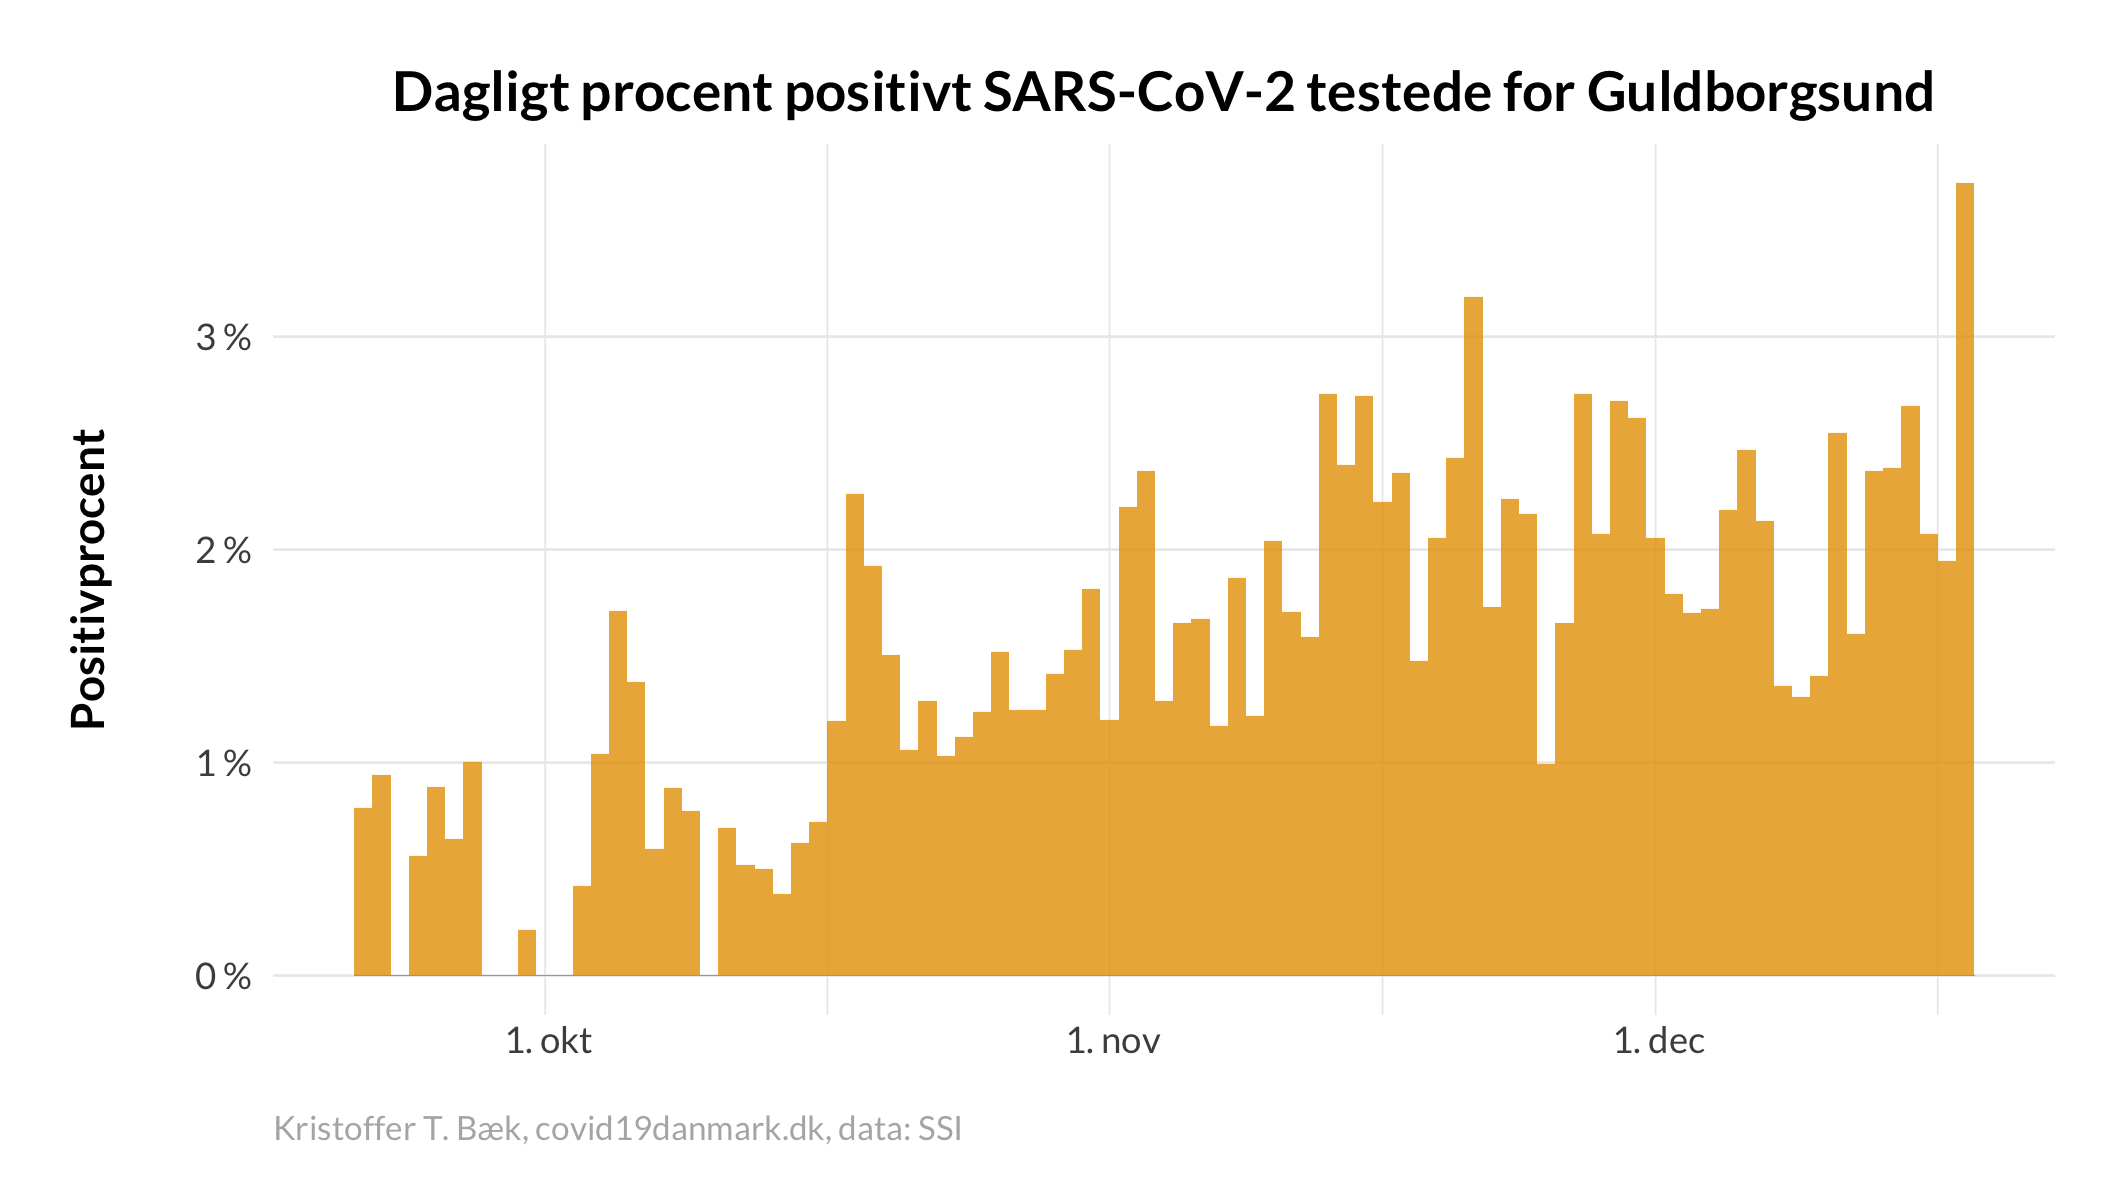 Dagligt procent positivt SARS-CoV-2 testede for Guldborgsund
Positivprocent
3 %
2 %
1 %
0 %
1. okt
1. nov
1. dec
Kristoffer T. Bæk, covid19danmark.dk, data: SSI